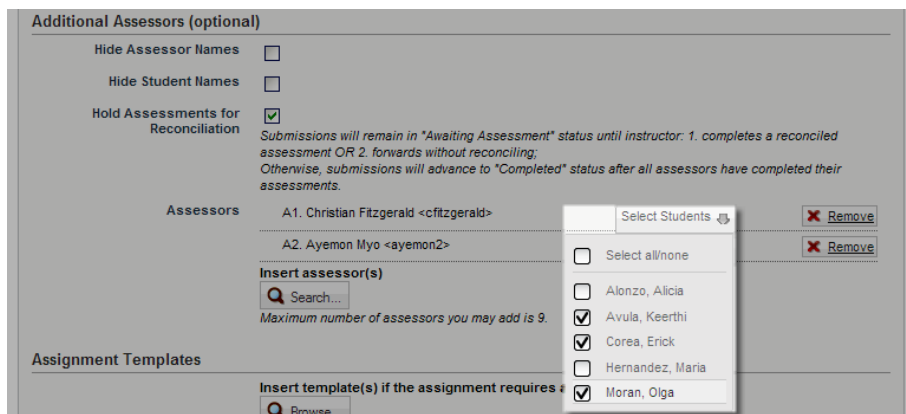 Additional Assessors (optional)
Hide Assessor Names
Hide Student Names
Hold Assessments for
Reconciliation
Submissions will remain in "Awaiting Assessment" status until instructor: 1. completes a reconciled
assessment OR 2. forwards without reconciling;
Otherwise, submissions will advance to "Completed" status after all assessors have completed their
assessments.
Assessors
A1. Christian Fitzgerald <cfitzgerald>
Select Students
Remove
A2. Ayemon Myo <ayemon2>
Remove
Select all/none
Alonzo, Alicia
Avula, Keerthi
Corea, Erick
Hernandez, Maria
Moran, Olga
Insert assessor(s)
Search...
Maximum number of assessors you may add is 9.
Assignment Templates
Insert template(s) if the assignment requires
Browse...